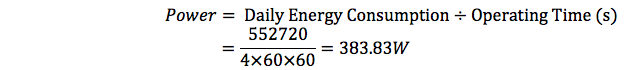 Power = Daily Energy Consumption ÷ Operating Time (s)
= 552720 / 4×60×60 = 383.83W